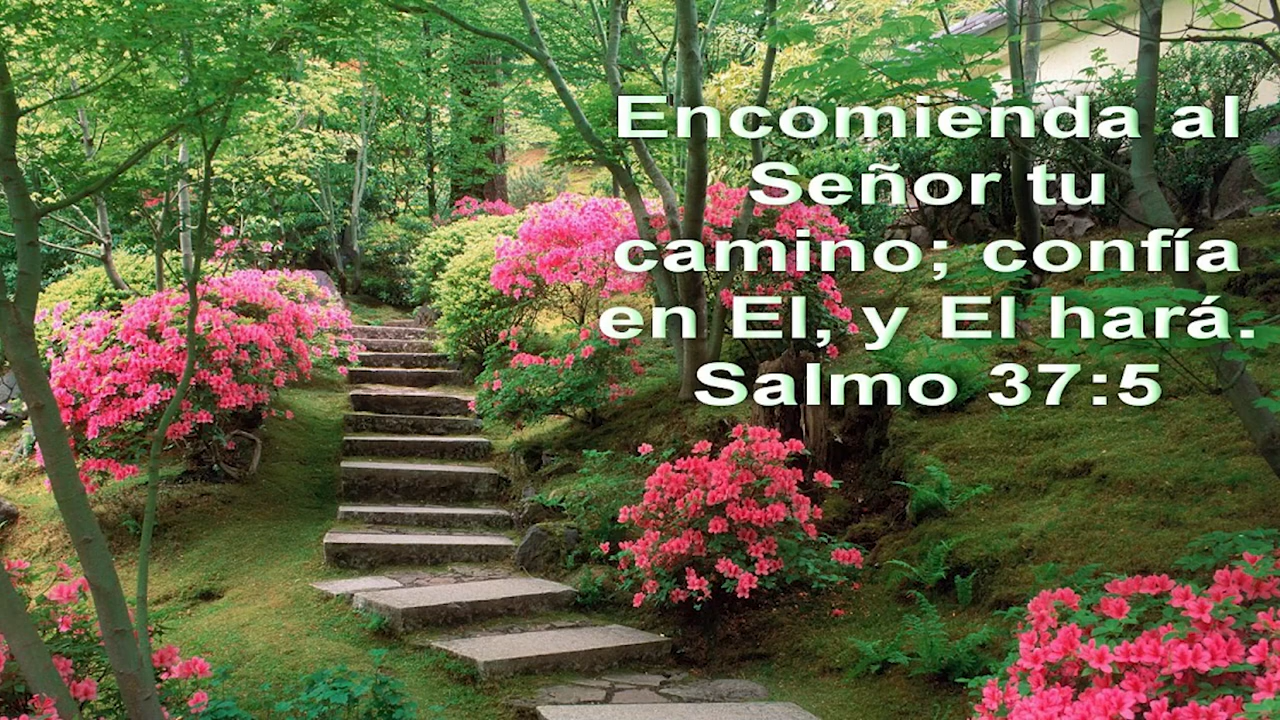 Encomienda al
Señor tu
camino; confía
en El, y El hará.
Salmo 37:5